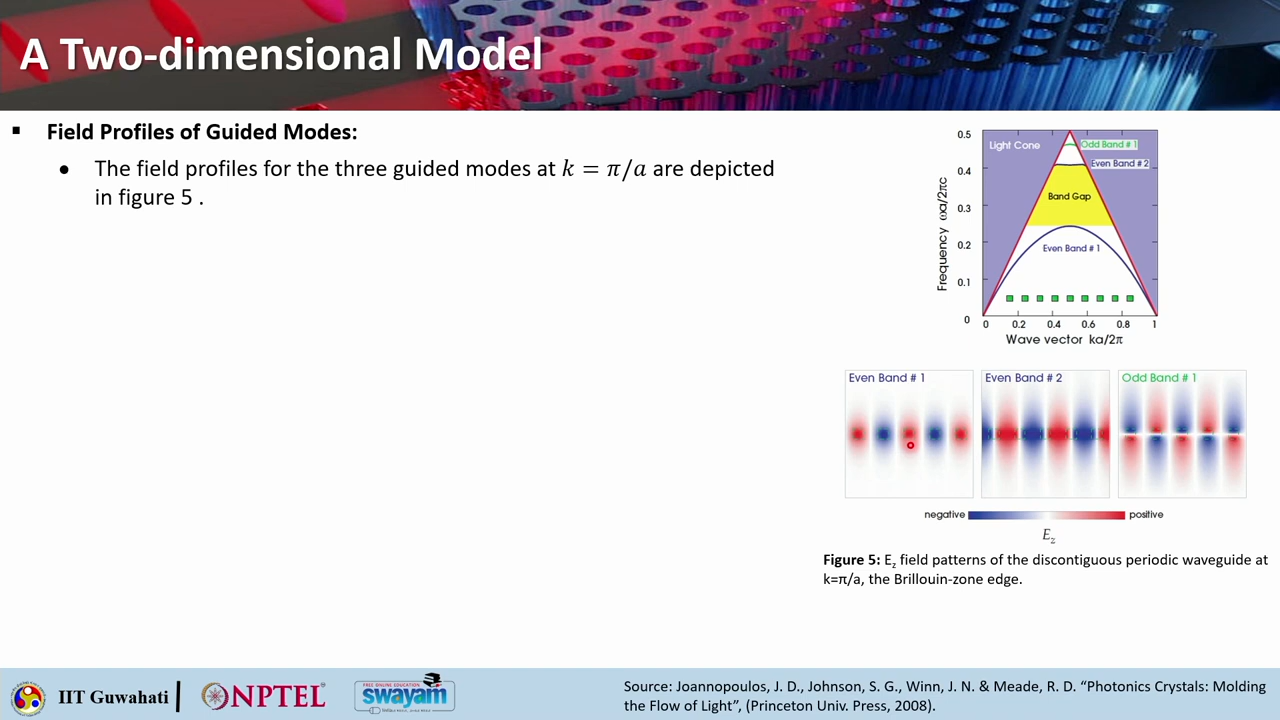 A Two-dimensional Model
▪ Field Profiles of Guided Modes:
● The field profiles for the three guided modes at k = π/a are depicted
in figure 5 .
0.5
0.4
0.3
0.2
0.1
0
Frequency ωa/2πc
Light Cone
Odd Band # 1
Even Band # 2
Band Gap
Even Band # 1
0 0.2 0.4 0.6 0.8 1
Wave vector ka/2π
Even Band # 1
Even Band # 2
Odd Band # 1
negative positive
E_z
Figure 5: E_z field patterns of the discontiguous periodic waveguide at
k=π/a, the Brillouin-zone edge.
IIT Guwahati
NPTEL
FREE ONLINE EDUCATION
swayam
Source: Joannopoulos, J. D., Johnson, S. G., Winn, J. N. & Meade, R. D. “Photonics Crystals: Molding
the Flow of Light”, (Princeton Univ. Press, 2008).